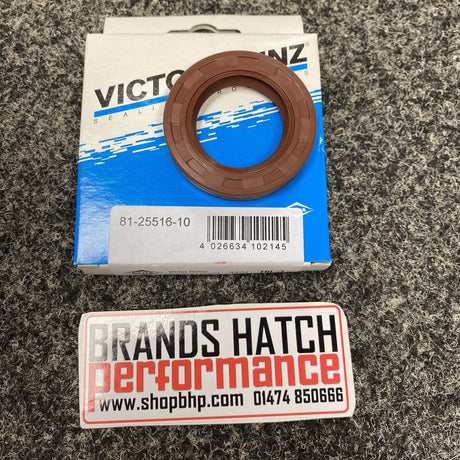 VICTO NZ
81-25516-10
4 026634 102145
BRANDS HATCH
performance
www.shopbhp.com 01474 850666